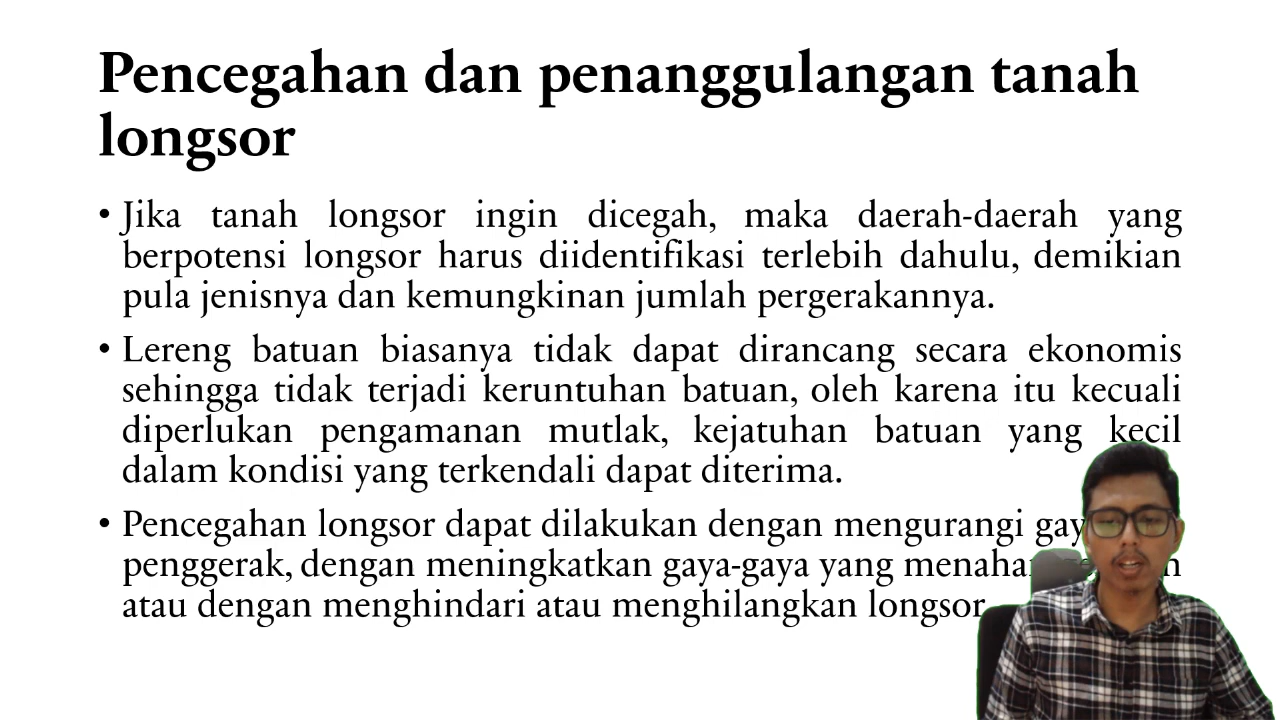 Pencegahan dan penanggulangan tanah
longsor
• Jika tanah longsor ingin dicegah, maka daerah-daerah yang
berpotensi longsor harus diidentifikasi terlebih dahulu, demikian
pula jenisnya dan kemungkinan jumlah pergerakannya.
• Lereng batuan biasanya tidak dapat dirancang secara ekonomis
sehingga tidak terjadi keruntuhan batuan, oleh karena itu kecuali
diperlukan pengamanan mutlak, kejatuhan batuan yang kecil
dalam kondisi yang terkendali dapat diterima.
• Pencegahan longsor dapat dilakukan dengan mengurangi
penggerak, dengan meningkatkan gaya-gaya yang
atau dengan menghindari atau menghilangkan longsor